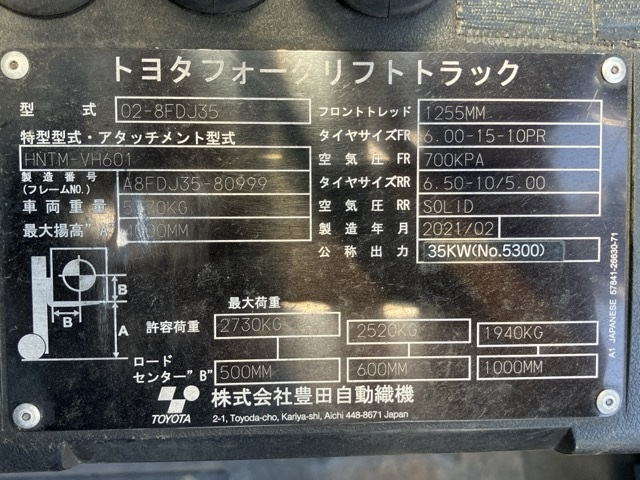 トヨタフォークリフトトラック
型 式 02-8FDJ35
特型型式・アタッチメント型式
HNTM-VH601
製造番号
(フレームNO.) A8FDJ35-80999
車両重量 KG
最大揚高"A" 4000MM
フロントトレッド 1255MM
タイヤサイズFR 6.00-15-10PR
空気圧 FR 700KPA
タイヤサイズRR 6.50-10/5.00
空気圧 RR SOLID
製造年月 2021/02
公称出力 35KW(No.5300)
B
B
A
最大荷重
許容荷重 2730KG 2520KG 1940KG
ロード
センター"B" 500MM 600MM 1000MM
TOYOTA
株式会社豊田自動織機
2-1, Toyoda-cho, Kariya-shi, Aichi 448-8671 Japan
A1 JAPANESE 57841-26630-71